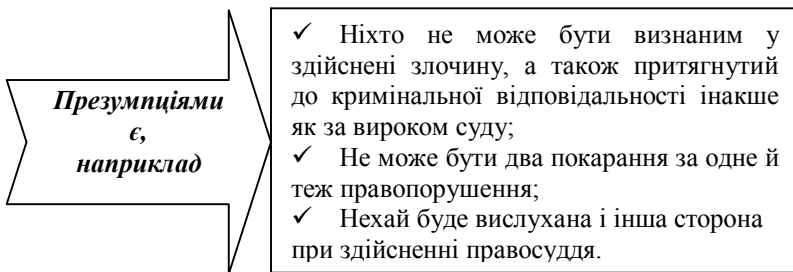 Презумпціями
є,
наприклад
✓ Ніхто не може бути визнаним у
здійснені злочину, а також притягнутий
до кримінальної відповідальності інакше
як за вироком суду;
✓ Не може бути два покарання за одне й
теж правопорушення;
✓ Нехай буде вислухана і інша сторона
при здійсненні правосуддя.